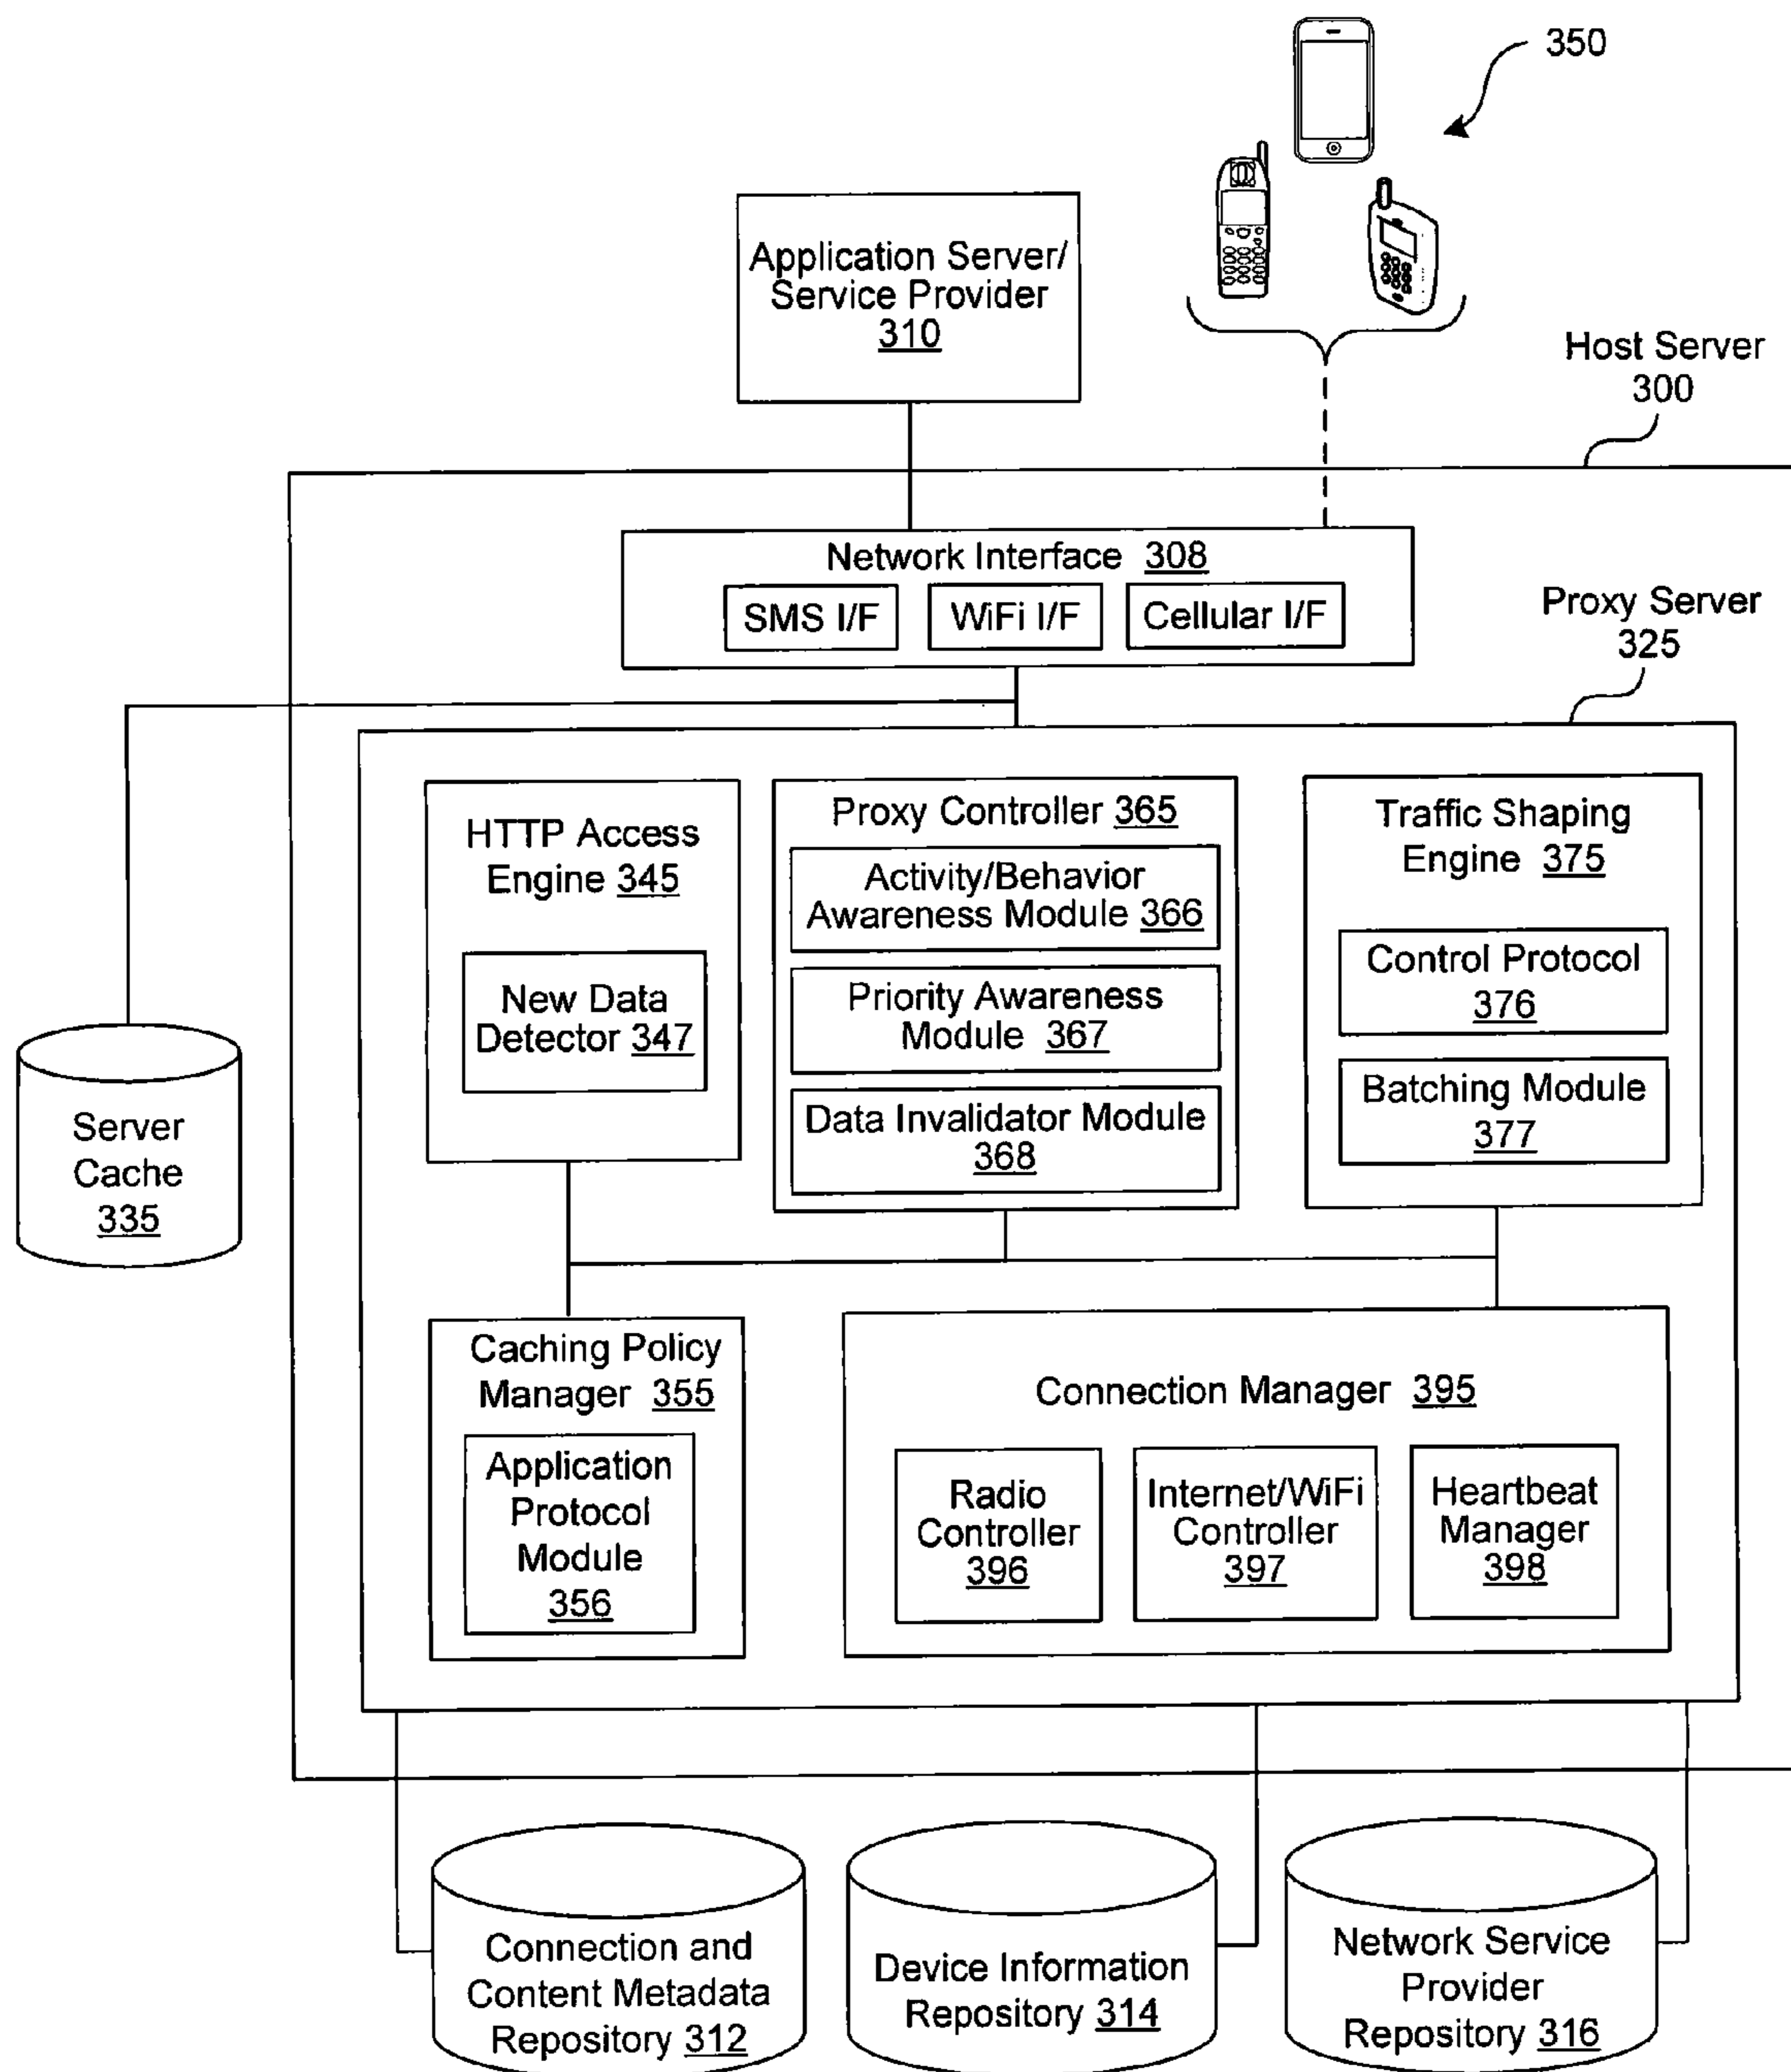 350
Application Server/
Service Provider
310
Host Server
300
Network Interface 308
SMS I/F
WiFi I/F
Cellular I/F
Proxy Server
325
HTTP Access
Engine 345
New Data
Detector 347
Proxy Controller 365
Activity/Behavior
Awareness Module 366
Priority Awareness
Module 367
Data Invalidator Module
368
Traffic Shaping
Engine 375
Control Protocol
376
Batching Module
377
Server
Cache
335
Caching Policy
Manager 355
Application
Protocol
Module
356
Connection Manager 395
Radio
Controller
396
Internet/WiFi
Controller
397
Heartbeat
Manager
398
Connection and
Content Metadata
Repository 312
Device Information
Repository 314
Network Service
Provider
Repository 316